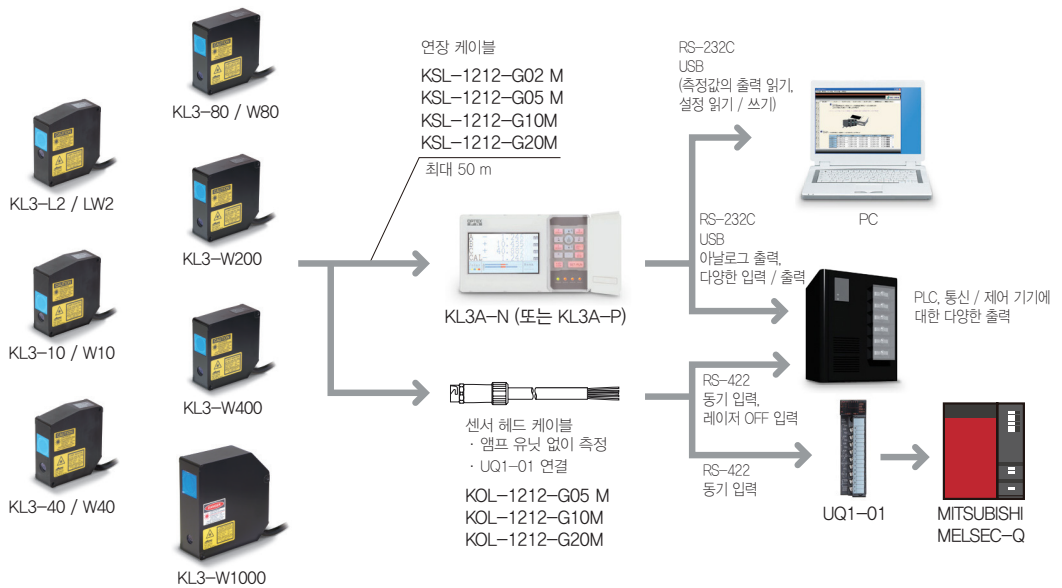 KL3-80 / W80
KL3-L2 / LW2
KL3-W200
KL3-10 / W10
KL3-W400
KL3-40 / W40
KL3-W1000
연장 케이블
KSL-1212-G02 M
KSL-1212-G05 M
KSL-1212-G10M
KSL-1212-G20M
최대 50 m
KL3A-N (또는 KL3A-P)
센서 헤드 케이블
· 앰프 유닛 없이 측정
· UQ1-01 연결
KOL-1212-G05 M
KOL-1212-G10M
KOL-1212-G20M
RS-232C
USB
(측정값의 출력 읽기,
설정 읽기 / 쓰기)
PC
RS-232C
USB
아날로그 출력,
다양한 입력 / 출력
PLC, 통신 / 제어 기기에
대한 다양한 출력
RS-422
동기 입력,
레이저 OFF 입력
RS-422
동기 입력
UQ1-01
MITSUBISHI
MELSEC-Q